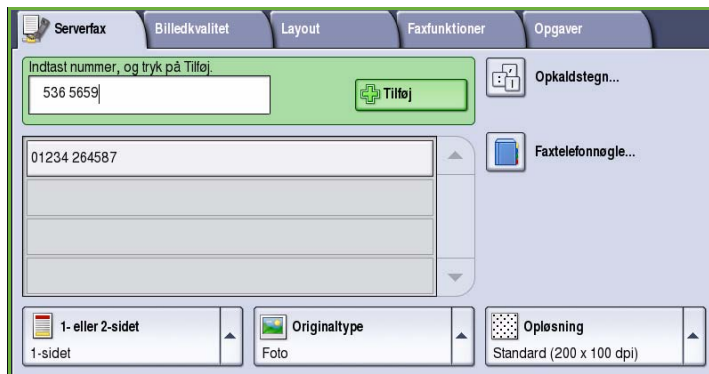 Serverfax
Billedkvalitet
Layout
Faxfunktioner
Opgaver
Indtast nummer, og tryk på Tilføj.
536 5659
Tilføj
Opkaldstegn...
01234 264587
Faxtelefonnøgle...
1- eller 2-sidet
1-sidet
Originaltype
Foto
Opløsning
Standard (200 x 100 dpi)